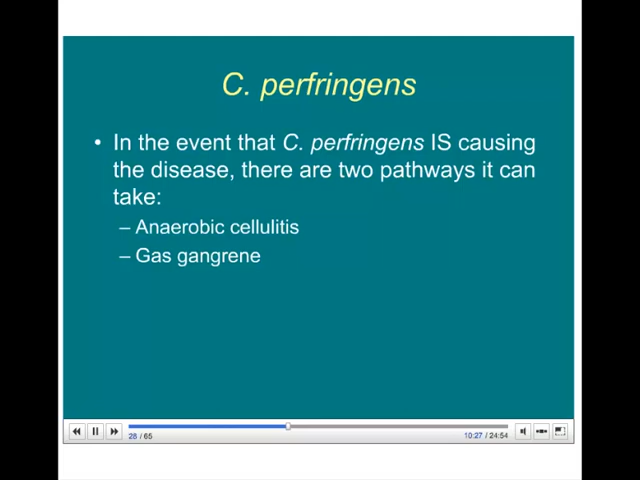 C. perfringens
• In the event that C. perfringens IS causing
the disease, there are two pathways it can
take:
– Anaerobic cellulitis
– Gas gangrene
28 / 65
10:27 / 24:54